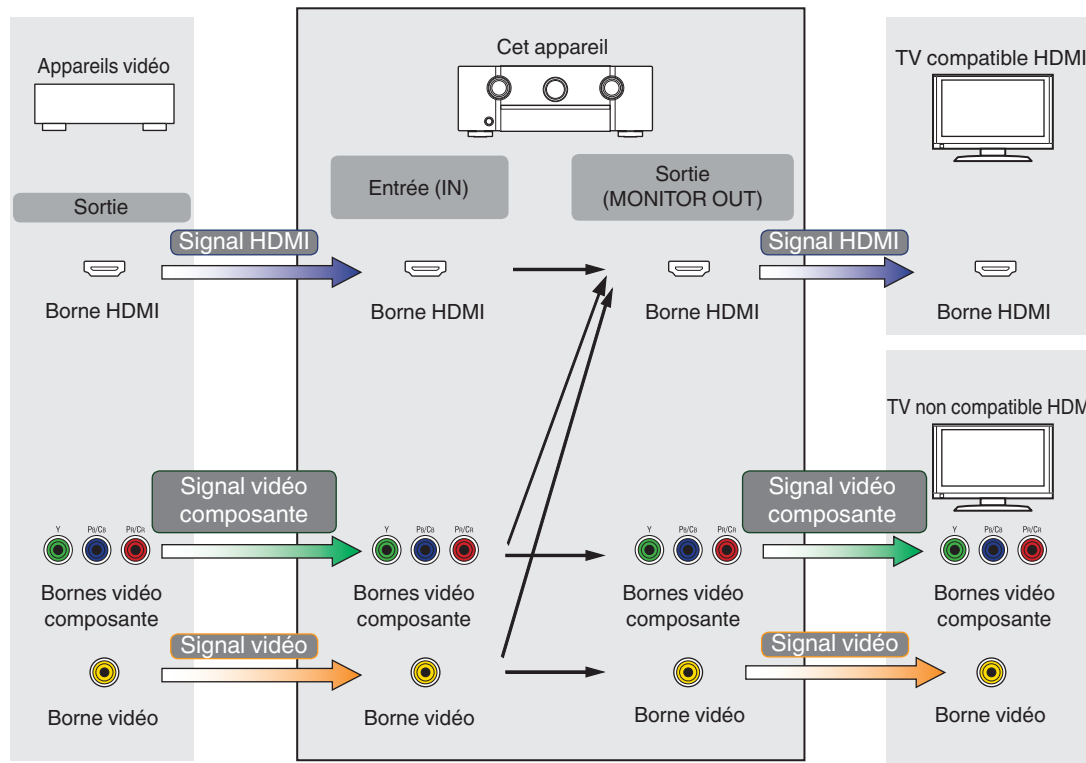 Appareils vidéo
Cet appareil
TV compatible HDMI
Sortie
Entrée (IN)
Sortie
(MONITOR OUT)
Signal HDMI
Signal HDMI
Borne HDMI
Borne HDMI
Borne HDMI
Borne HDMI
TV non compatible HDM
Signal vidéo
composante
Signal vidéo
composante
Y PB/CB PR/CR
Y PB/CB PR/CR
Y PB/CB PR/CR
Y PB/CB PR/CR
Bornes vidéo
composante
Bornes vidéo
composante
Bornes vidéo
composante
Bornes vidéo
composante
Signal vidéo
Signal vidéo
Borne vidéo
Borne vidéo
Borne vidéo
Borne vidéo